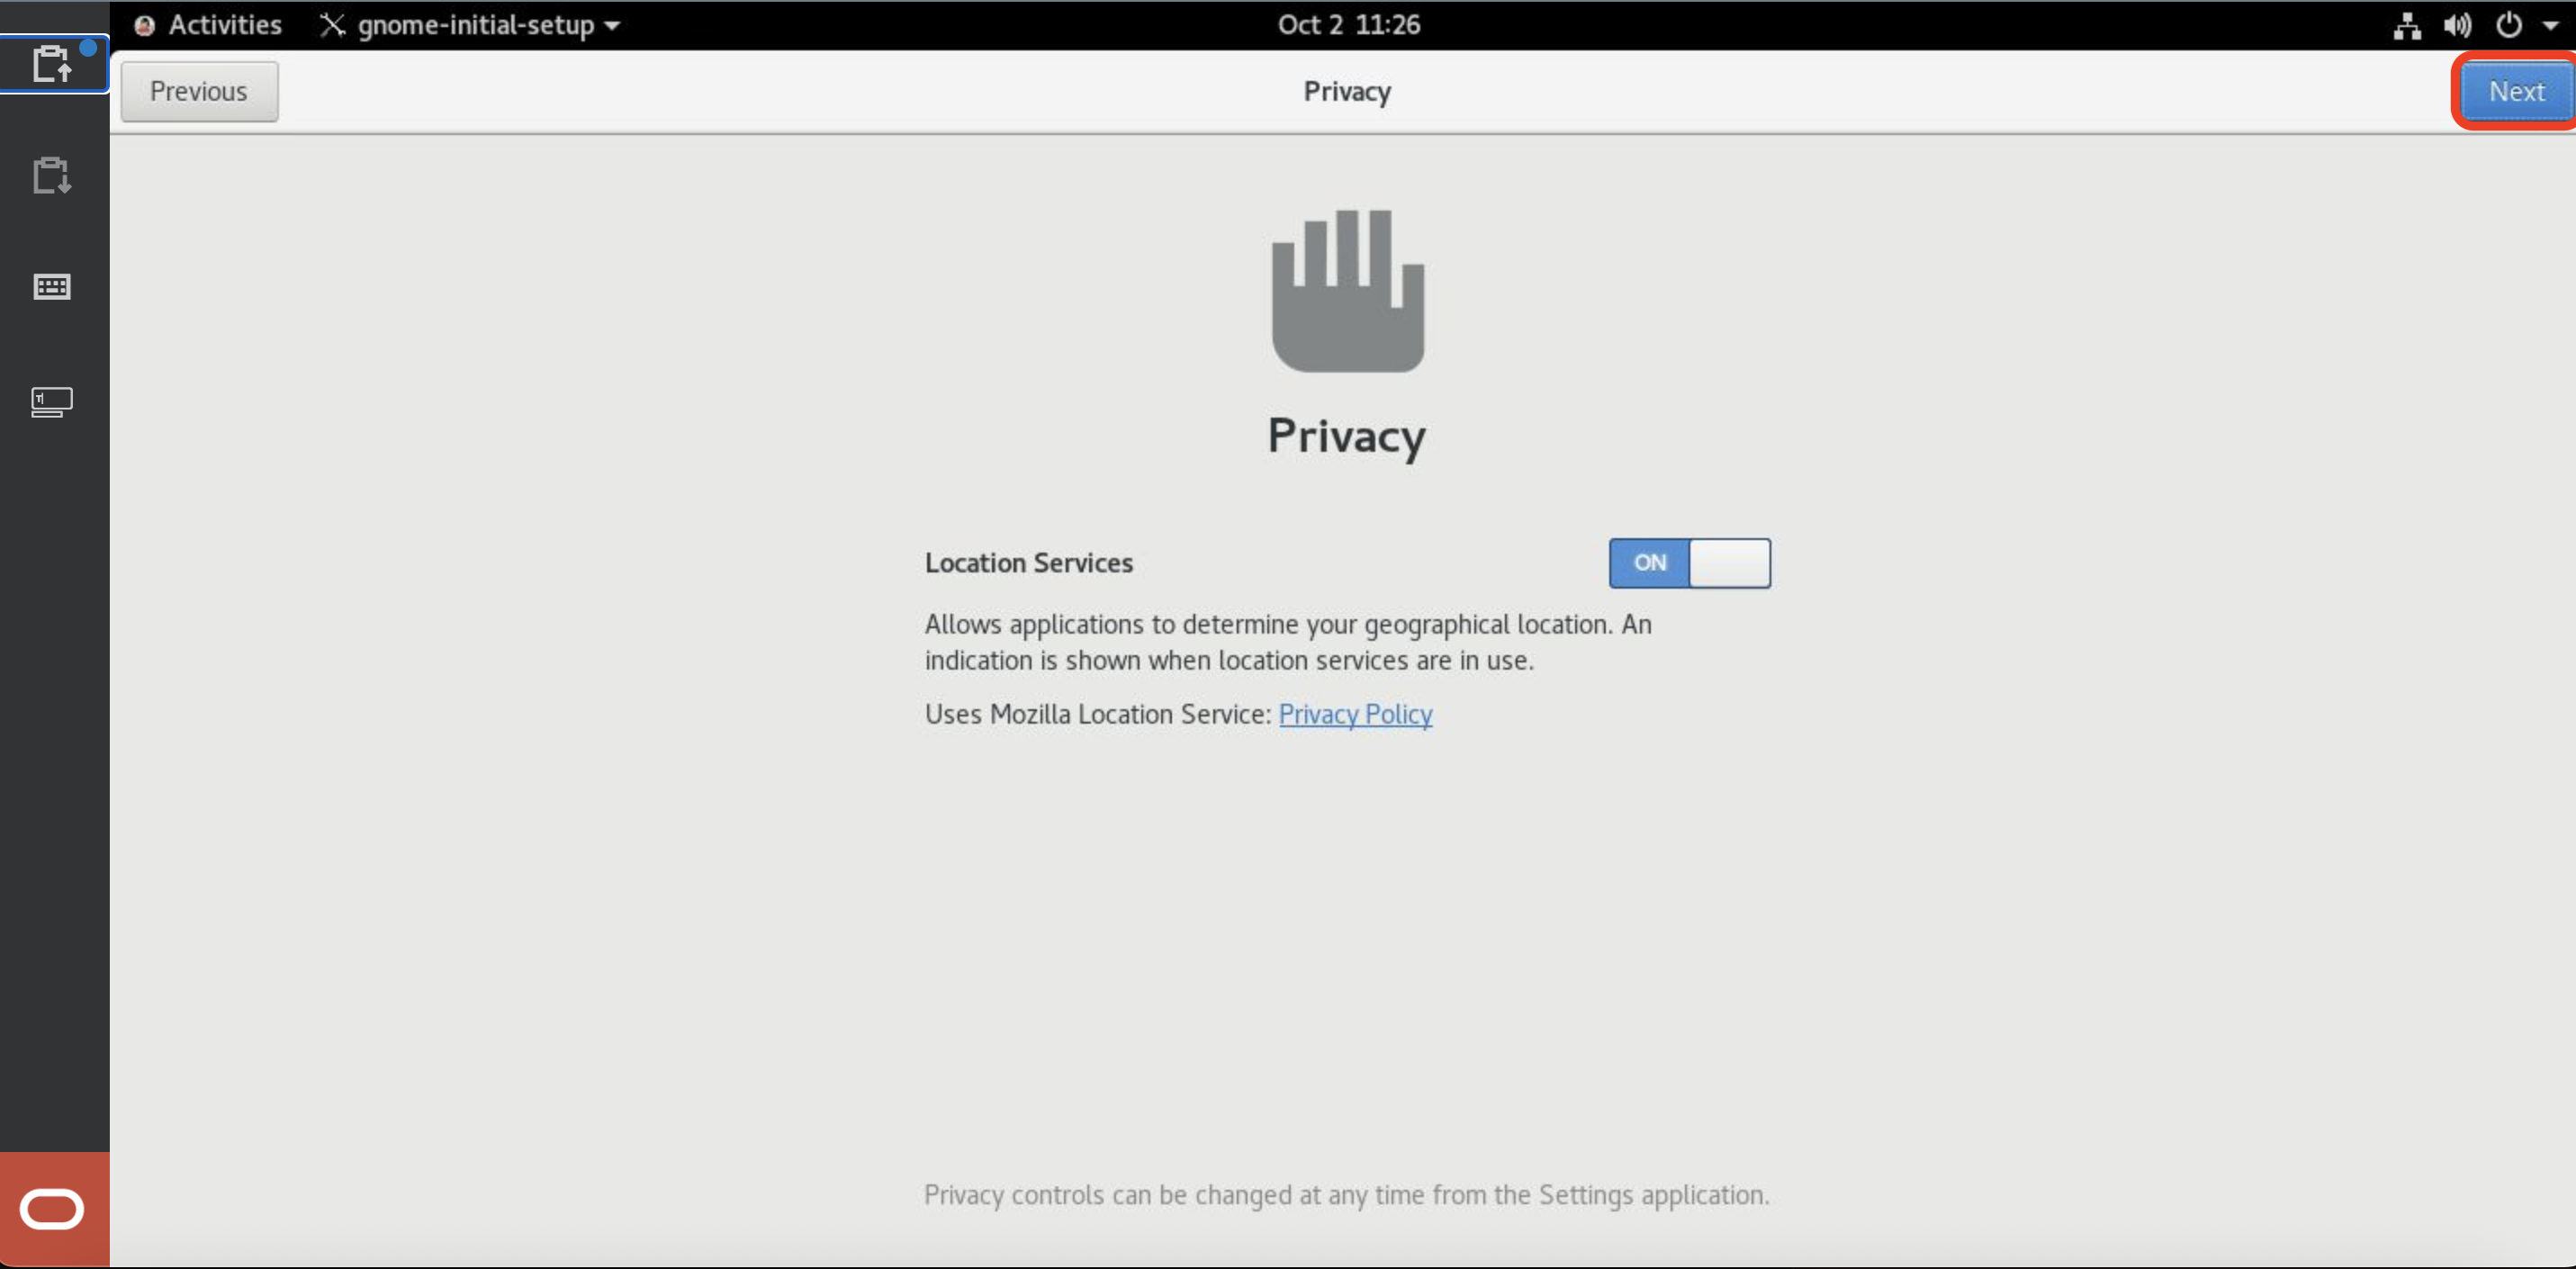 Activities gnome-initial-setup Oct 2 11:26
Previous Privacy Next
Privacy
Location Services ON
Allows applications to determine your geographical location. An
indication is shown when location services are in use.
Uses Mozilla Location Service: Privacy Policy
Privacy controls can be changed at any time from the Settings application.